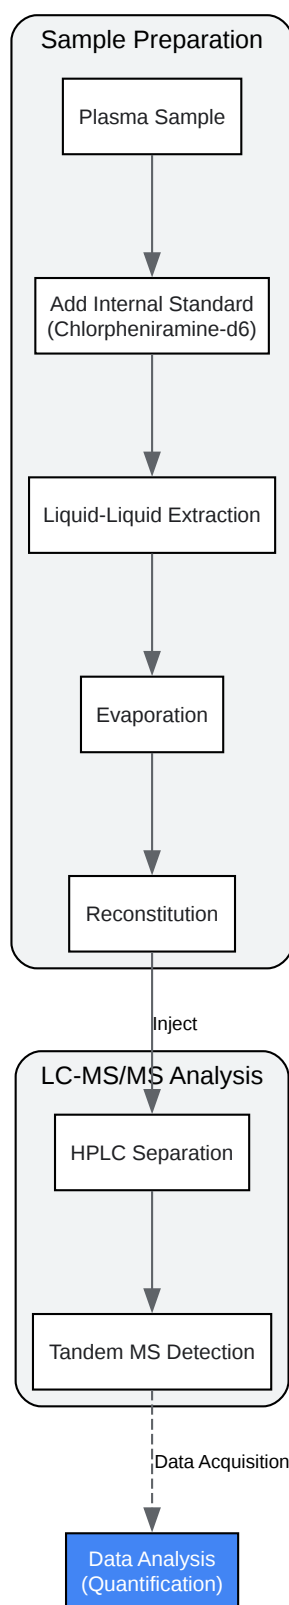 Sample Preparation
Plasma Sample
Add Internal Standard
(Chlorpheniramine-d6)
Liquid-Liquid Extraction
Evaporation
Reconstitution
Inject
LC-MS/MS Analysis
HPLC Separation
Tandem MS Detection
Data Acquisition
Data Analysis
(Quantification)